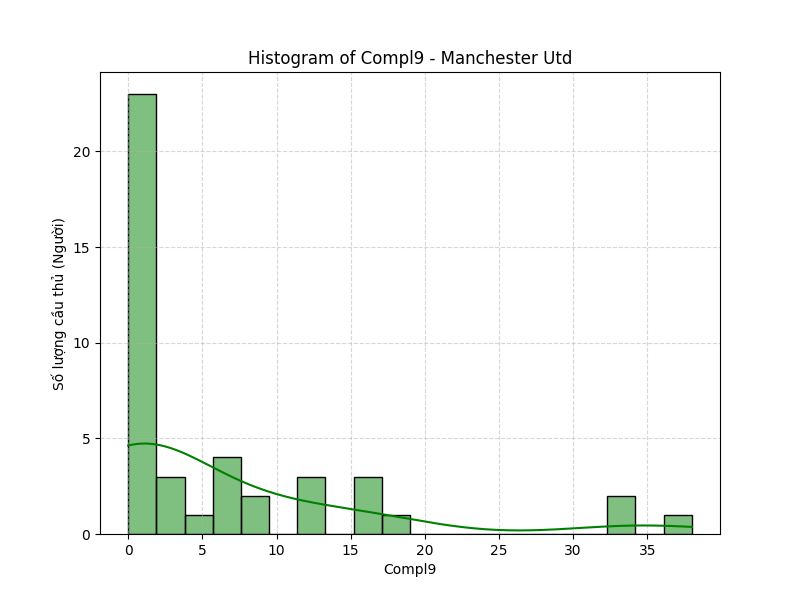 Histogram of Compl9 - Manchester Utd
Số lượng cầu thủ (Người)
20
15
10
5
0
0 5 10 15 20 25 30 35
Compl9